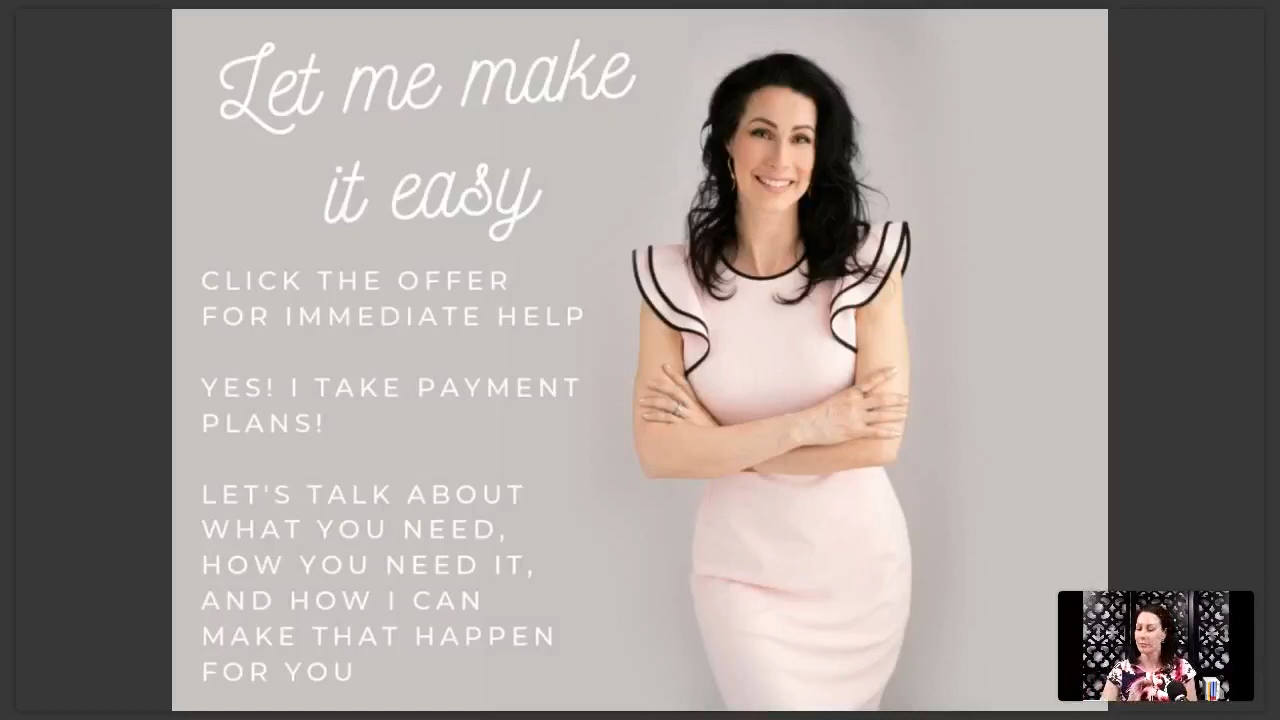 Let me make
it easy
CLICK THE OFFER
FOR IMMEDIATE HELP
YES! I TAKE PAYMENT
PLANS!
LET'S TALK ABOUT
WHAT YOU NEED,
HOW YOU NEED IT,
AND HOW I CAN
MAKE THAT HAPPEN
FOR YOU